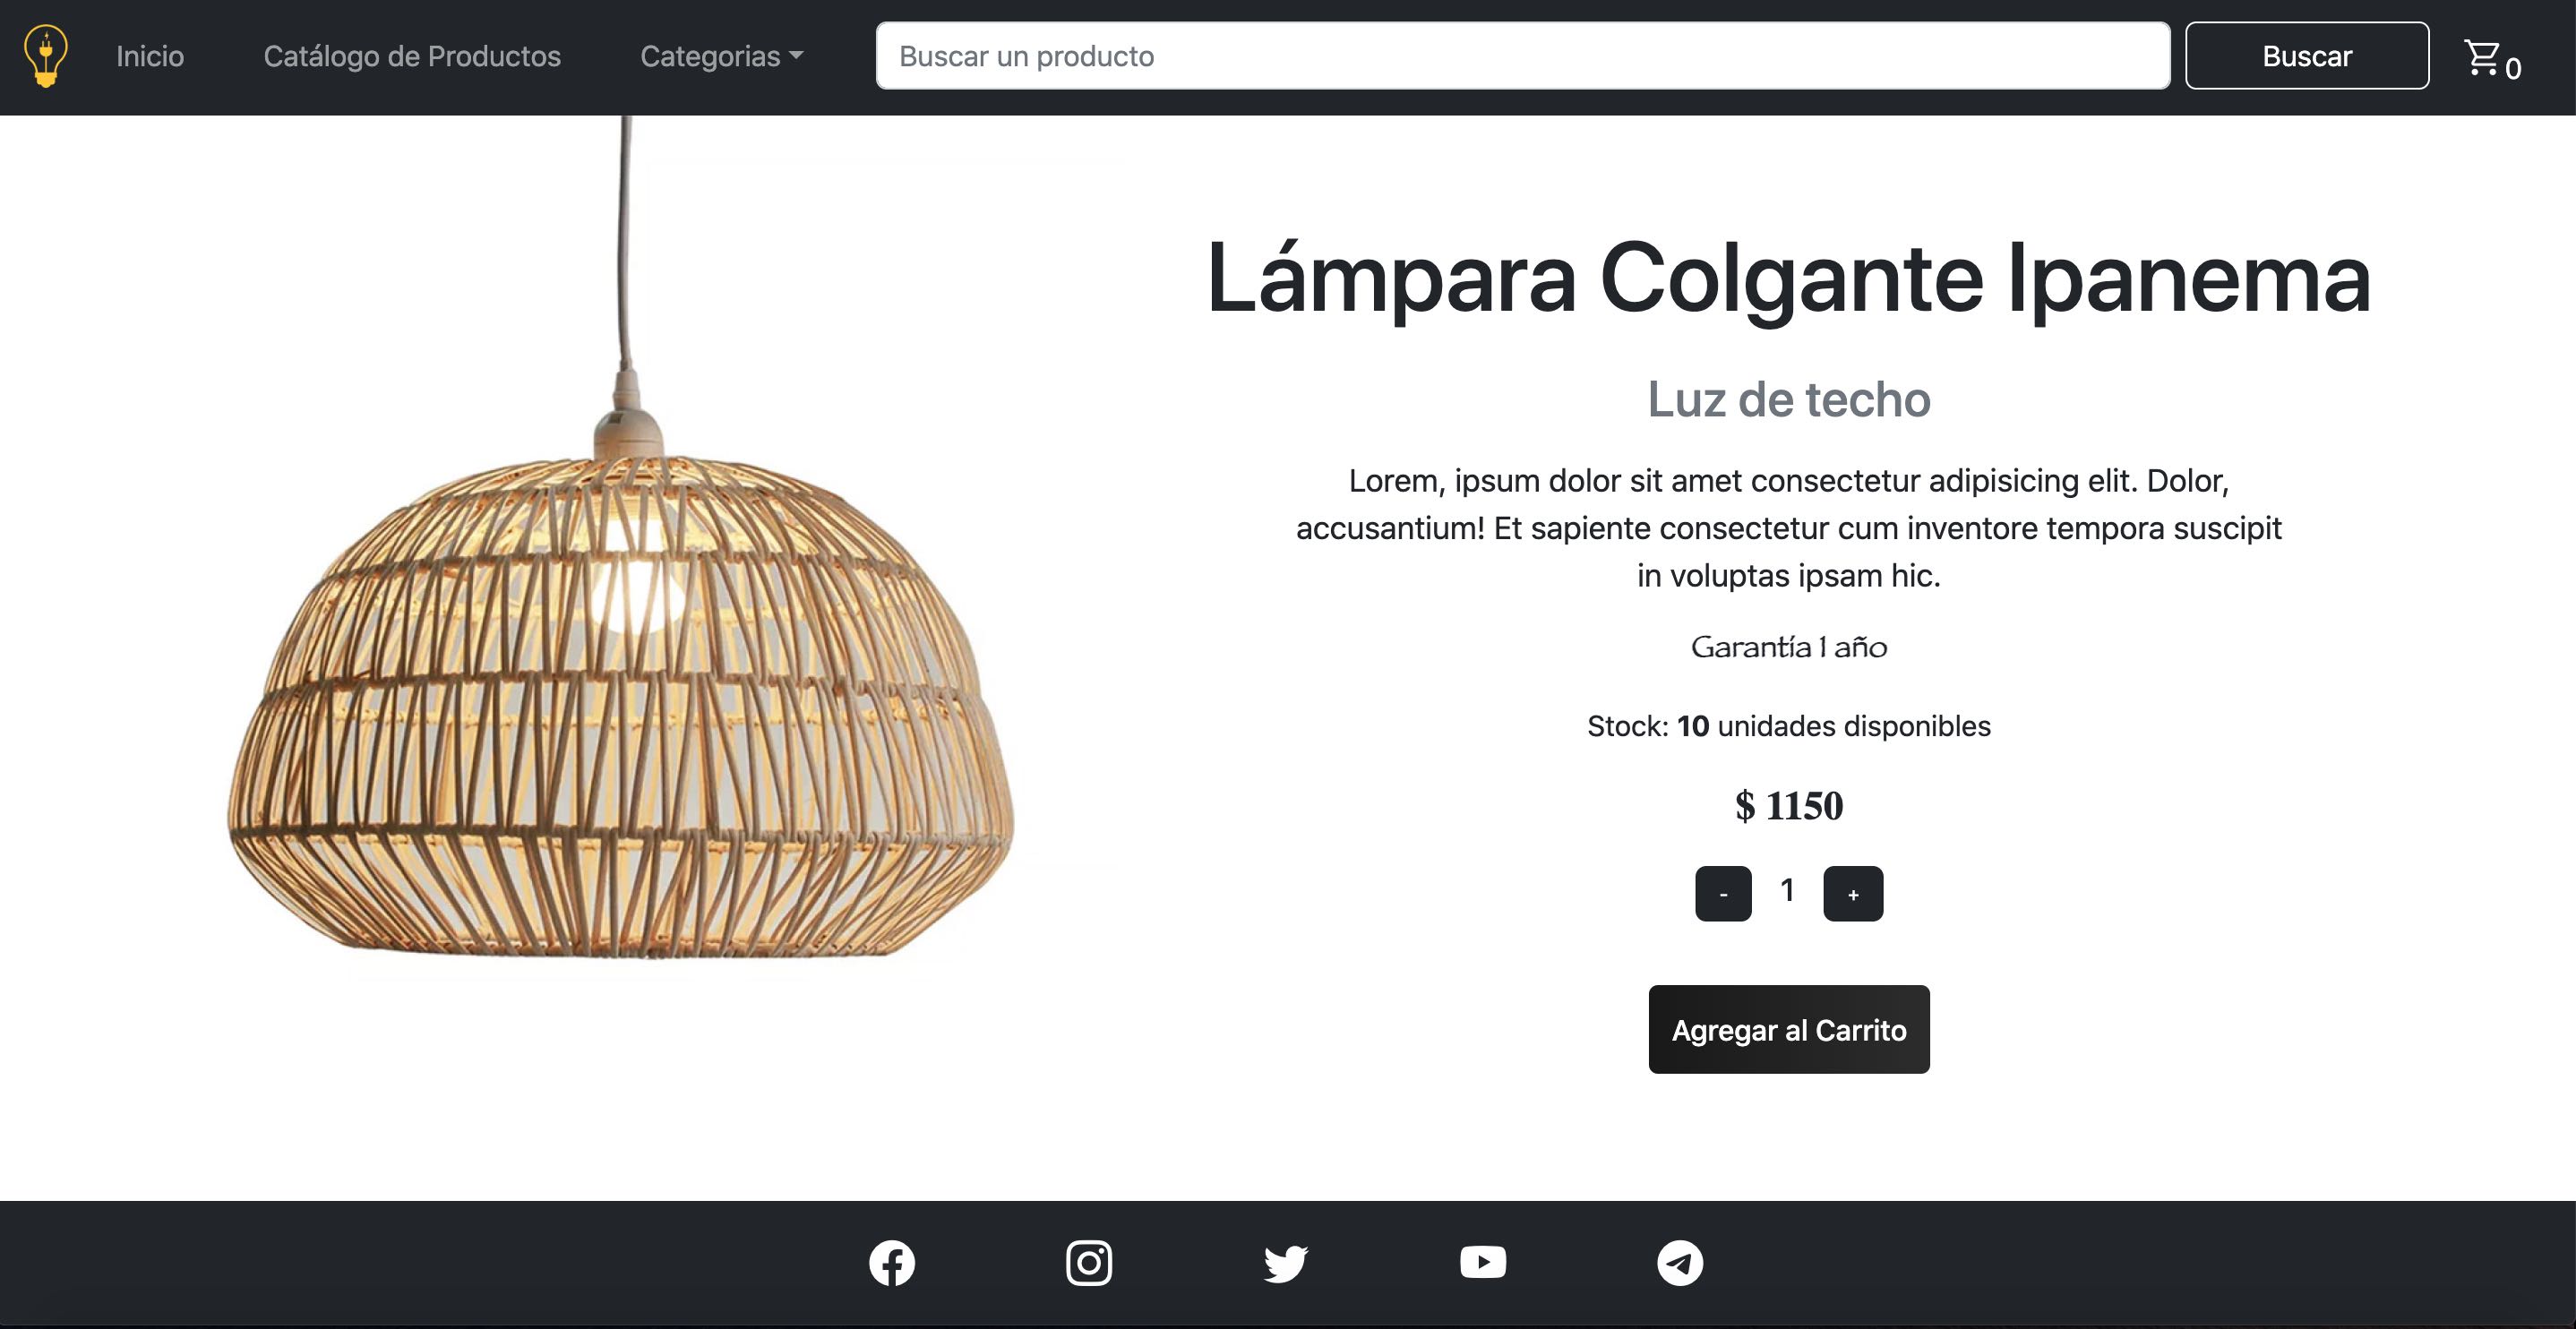 Inicio
Catálogo de Productos
Categorias
Buscar un producto
Buscar
0
Lámpara Colgante Ipanema
Luz de techo
Lorem, ipsum dolor sit amet consectetur adipisicing elit. Dolor,
accusantium! Et sapiente consectetur cum inventore tempora suscipit
in voluptas ipsam hic.
Garantía 1 año
Stock: 10 unidades disponibles
$ 1150
- 1 +
Agregar al Carrito